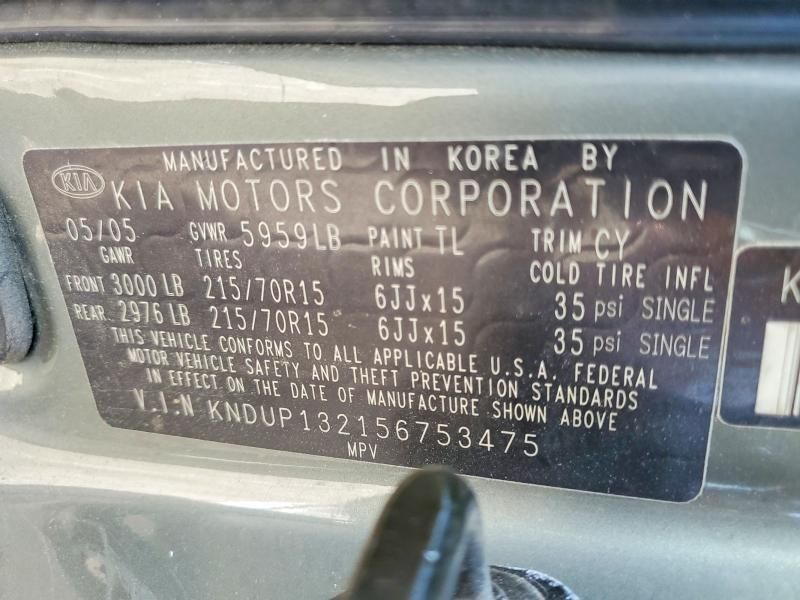 MANUFACTURED IN KOREA BY
KIA KIA MOTORS CORPORATION
05/05 GVWR 5959LB PAINT TL TRIM CY
GAWR TIRES RIMS COLD TIRE INFL
FRONT 3000 LB 215/70R15 6JJx15 35 psi SINGLE
REAR 2976 LB 215/70R15 6JJx15 35 psi SINGLE
THIS VEHICLE CONFORMS TO ALL APPLICABLE U.S.A. FEDERAL
MOTOR VEHICLE SAFETY AND THEFT PREVENTION STANDARDS
IN EFFECT ON THE DATE OF MANUFACTURE SHOWN ABOVE
V.I.N KNDUP132156753475
MPV
K